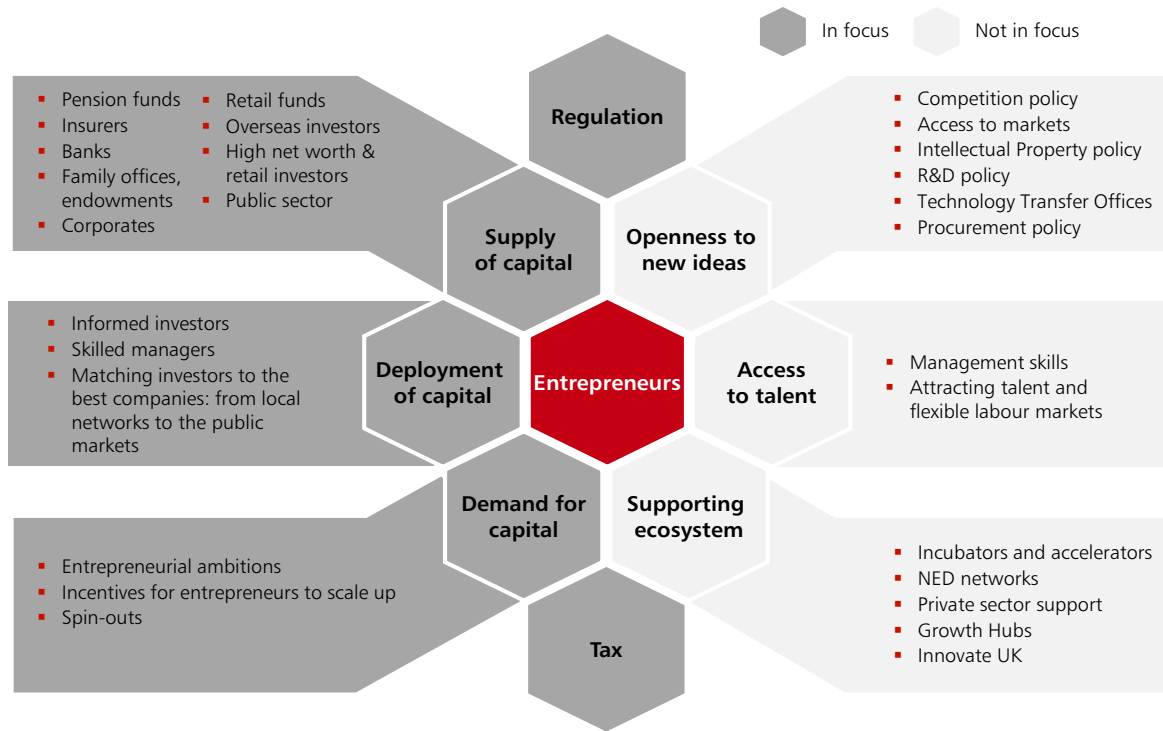 In focus
Not in focus
Regulation
Pension funds
Insurers
Banks
Family offices,
endowments
Corporates
Retail funds
Overseas investors
High net worth &
retail investors
Public sector
Supply
of capital
Openness to
new ideas
Competition policy
Access to markets
Intellectual Property policy
R&D policy
Technology Transfer Offices
Procurement policy
Informed investors
Skilled managers
Matching investors to the
best companies: from local
networks to the public
markets
Deployment
of capital
Entrepreneurs
Access
to talent
Management skills
Attracting talent and
flexible labour markets
Demand for
capital
Supporting
ecosystem
Entrepreneurial ambitions
Incentives for entrepreneurs to scale up
Spin-outs
Incubators and accelerators
NED networks
Private sector support
Growth Hubs
Innovate UK
Tax